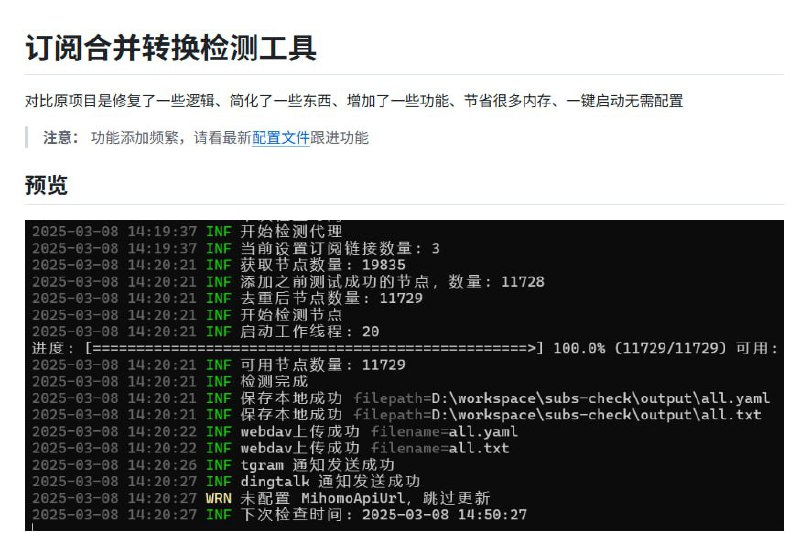 订阅合并转换检测工具
对比原项目是修复了一些逻辑、简化了一些东西、增加了一些功能、节省很多内存、一键启动无需配置
注意： 功能添加频繁，请看最新配置文件跟进功能
预览
2025-03-08 14:19:37 INF 开始检测代理
2025-03-08 14:19:37 INF 当前设置订阅链接数量: 3
2025-03-08 14:20:21 INF 获取节点数量: 19835
2025-03-08 14:20:21 INF 添加之前测试成功的节点, 数量: 11728
2025-03-08 14:20:21 INF 去重后节点数量: 11729
2025-03-08 14:20:21 INF 开始检测节点
2025-03-08 14:20:21 INF 启动工作线程: 20
进度: [==================================================>] 100.0% (11729/11729) 可用:
2025-03-08 14:20:21 INF 可用节点数量: 11729
2025-03-08 14:20:21 INF 检测完成
2025-03-08 14:20:21 INF 保存本地成功 filepath=D:\workspace\subs-check\output\all.yaml
2025-03-08 14:20:21 INF 保存本地成功 filepath=D:\workspace\subs-check\output\all.txt
2025-03-08 14:20:22 INF webdav上传成功 filename=all.yaml
2025-03-08 14:20:22 INF webdav上传成功 filename=all.txt
2025-03-08 14:20:26 INF tgram 通知发送成功
2025-03-08 14:20:27 INF dingtalk 通知发送成功
2025-03-08 14:20:27 WRN 未配置 MihomoApiUrl, 跳过更新
2025-03-08 14:20:27 INF 下次检查时间: 2025-03-08 14:50:27